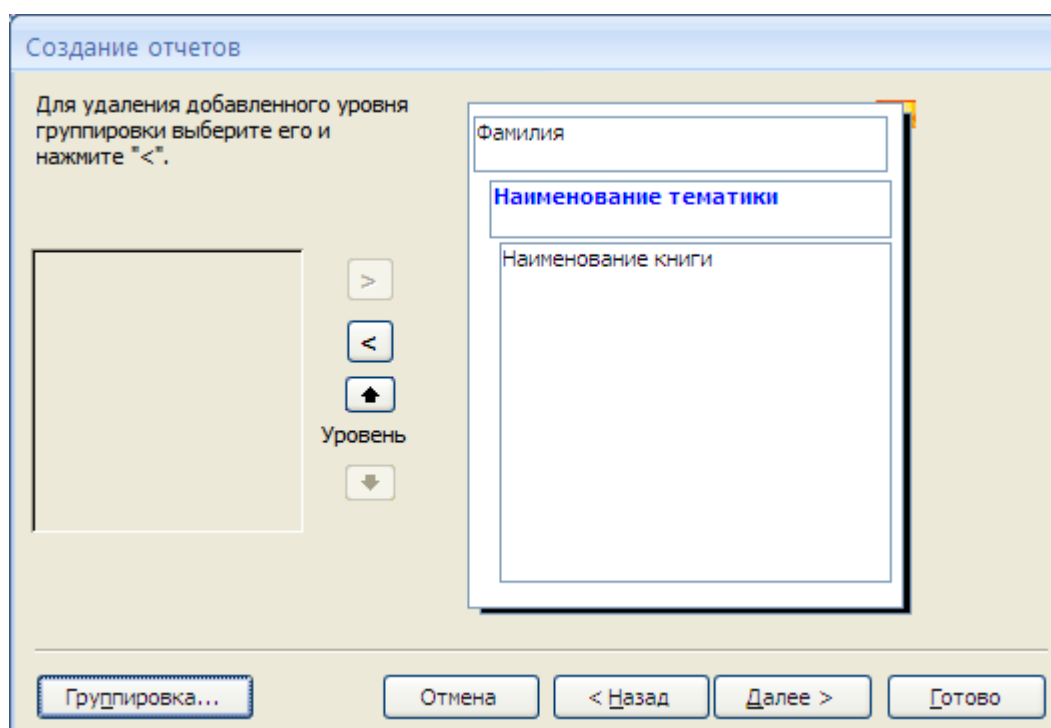 Создание отчетов
Для удаления добавленного уровня
группировки выберите его и
нажмите "<".
Фамилия
Наименование тематики
Наименование книги
>
<
Уровень
Группировка...
Отмена
< Назад
Далее >
Готово